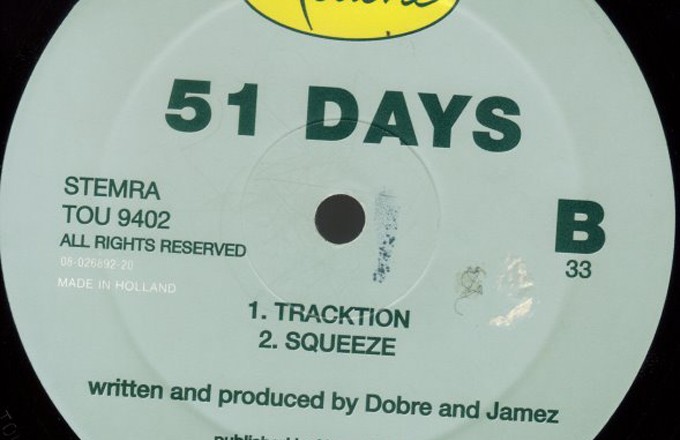 51 DAYS
STEMRA
TOU 9402
ALL RIGHTS RESERVED
08-026892-20
MADE IN HOLLAND
B
33
1. TRACKTION
2. SQUEEZE
written and produced by Dobre and Jamez